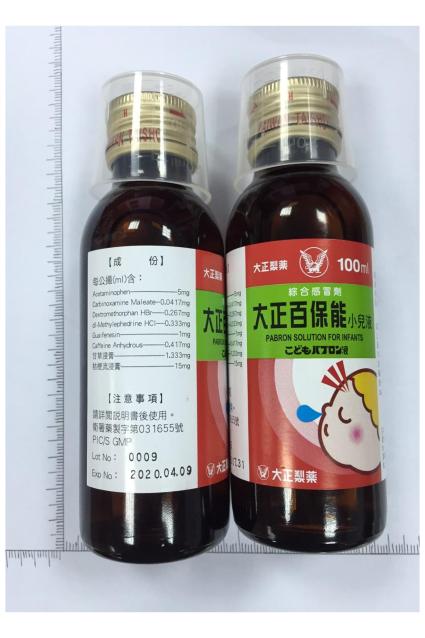 【成 份】
每公撮(ml)含：
Acetaminophen 5mg
Carbinoxamine Maleate 0.0417mg
Dextromethorphan HBr 0.267mg
dl-Methylephedrine HCl 0.333mg
Guaifenesin 1mg
Caffeine Anhydrous 0.417mg
甘草浸膏 1.333mg
桔梗流浸膏 15mg
【注意事項】
請詳閱說明書後使用。
衛署藥製字第031655號
PIC/S GMP
Lot No： 0009
Exp No： 2020.04.09
大正製藥
大正製薬
100ml
綜合感冒劑
大正百保能小兒液
PABRON SOLUTION FOR INFANTS
こどもパブロン液
大正製薬